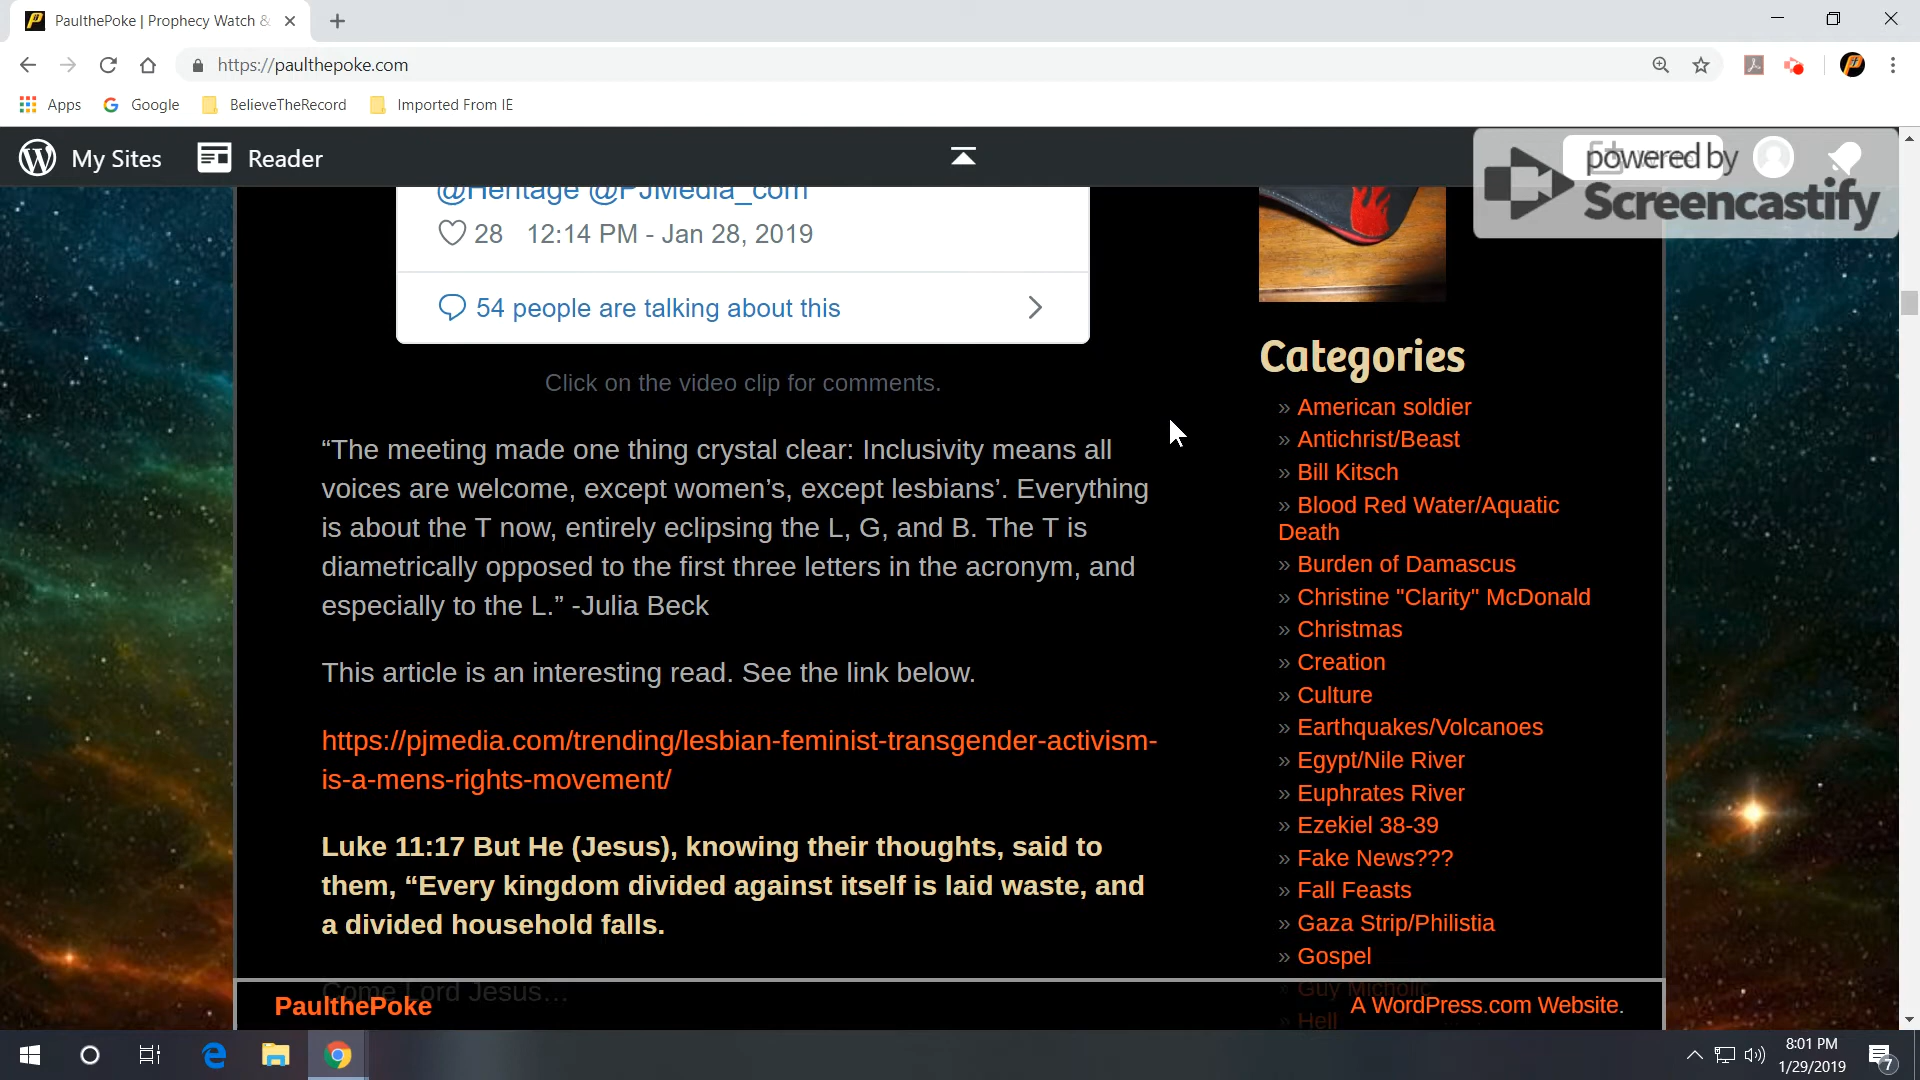 PaulthePoke | Prophecy Watch &
https://paulthepoke.com
Apps
Google
BelieveTheRecord
Imported From IE
My Sites
Reader
powered by
Screencastify
@Heritage @PJMedia_com
28 12:14 PM - Jan 28, 2019
54 people are talking about this
Click on the video clip for comments.
“The meeting made one thing crystal clear: Inclusivity means all
voices are welcome, except women’s, except lesbians’. Everything
is about the T now, entirely eclipsing the L, G, and B. The T is
diametrically opposed to the first three letters in the acronym, and
especially to the L.” -Julia Beck
This article is an interesting read. See the link below.
https://pjmedia.com/trending/lesbian-feminist-transgender-activism-
is-a-mens-rights-movement/
Luke 11:17 But He (Jesus), knowing their thoughts, said to
them, “Every kingdom divided against itself is laid waste, and
a divided household falls.
Come Lord Jesus…
Categories
» American soldier
» Antichrist/Beast
» Bill Kitsch
» Blood Red Water/Aquatic
Death
» Burden of Damascus
» Christine "Clarity" McDonald
» Christmas
» Creation
» Culture
» Earthquakes/Volcanoes
» Egypt/Nile River
» Euphrates River
» Ezekiel 38-39
» Fake News???
» Fall Feasts
» Gaza Strip/Philistia
» Gospel
» Guy Micholic
» Hell
PaulthePoke
A WordPress.com Website.
8:01 PM
1/29/2019
7